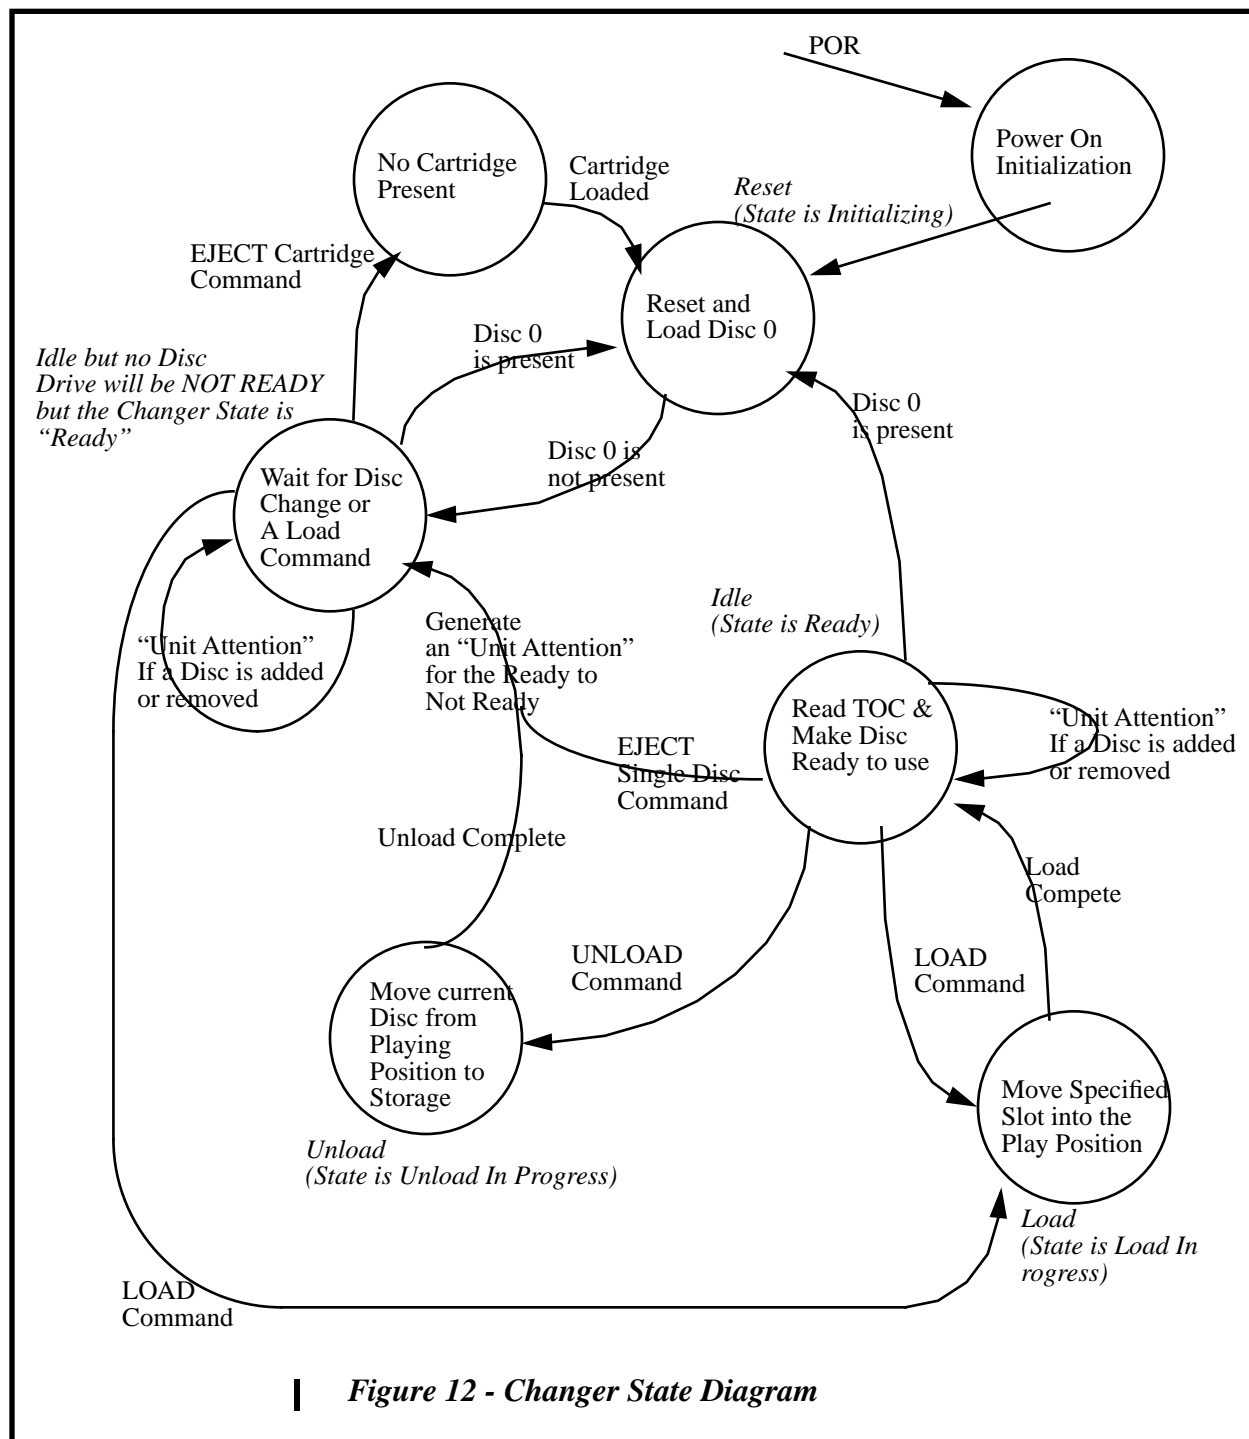 POR
Power On
Initialization
No Cartridge
Present
Cartridge
Loaded
Reset
(State is Initializing)
EJECT Cartridge
Command
Reset and
Load Disc 0
Disc 0
is present
Idle but no Disc
Drive will be NOT READY
but the Changer State is
“Ready”
Disc 0
is present
Disc 0 is
not present
Wait for Disc
Change or
A Load
Command
Idle
(State is Ready)
Generate
an “Unit Attention”
for the Ready to
Not Ready
“Unit Attention”
If a Disc is added
or removed
Read TOC &
Make Disc
Ready to use
“Unit Attention”
If a Disc is added
or removed
EJECT
Single Disc
Command
Unload Complete
Load
Compete
UNLOAD
Command
LOAD
Command
Move current
Disc from
Playing
Position to
Storage
Move Specified
Slot into the
Play Position
Unload
(State is Unload In Progress)
Load
(State is Load In
rogress)
LOAD
Command
Figure 12 - Changer State Diagram